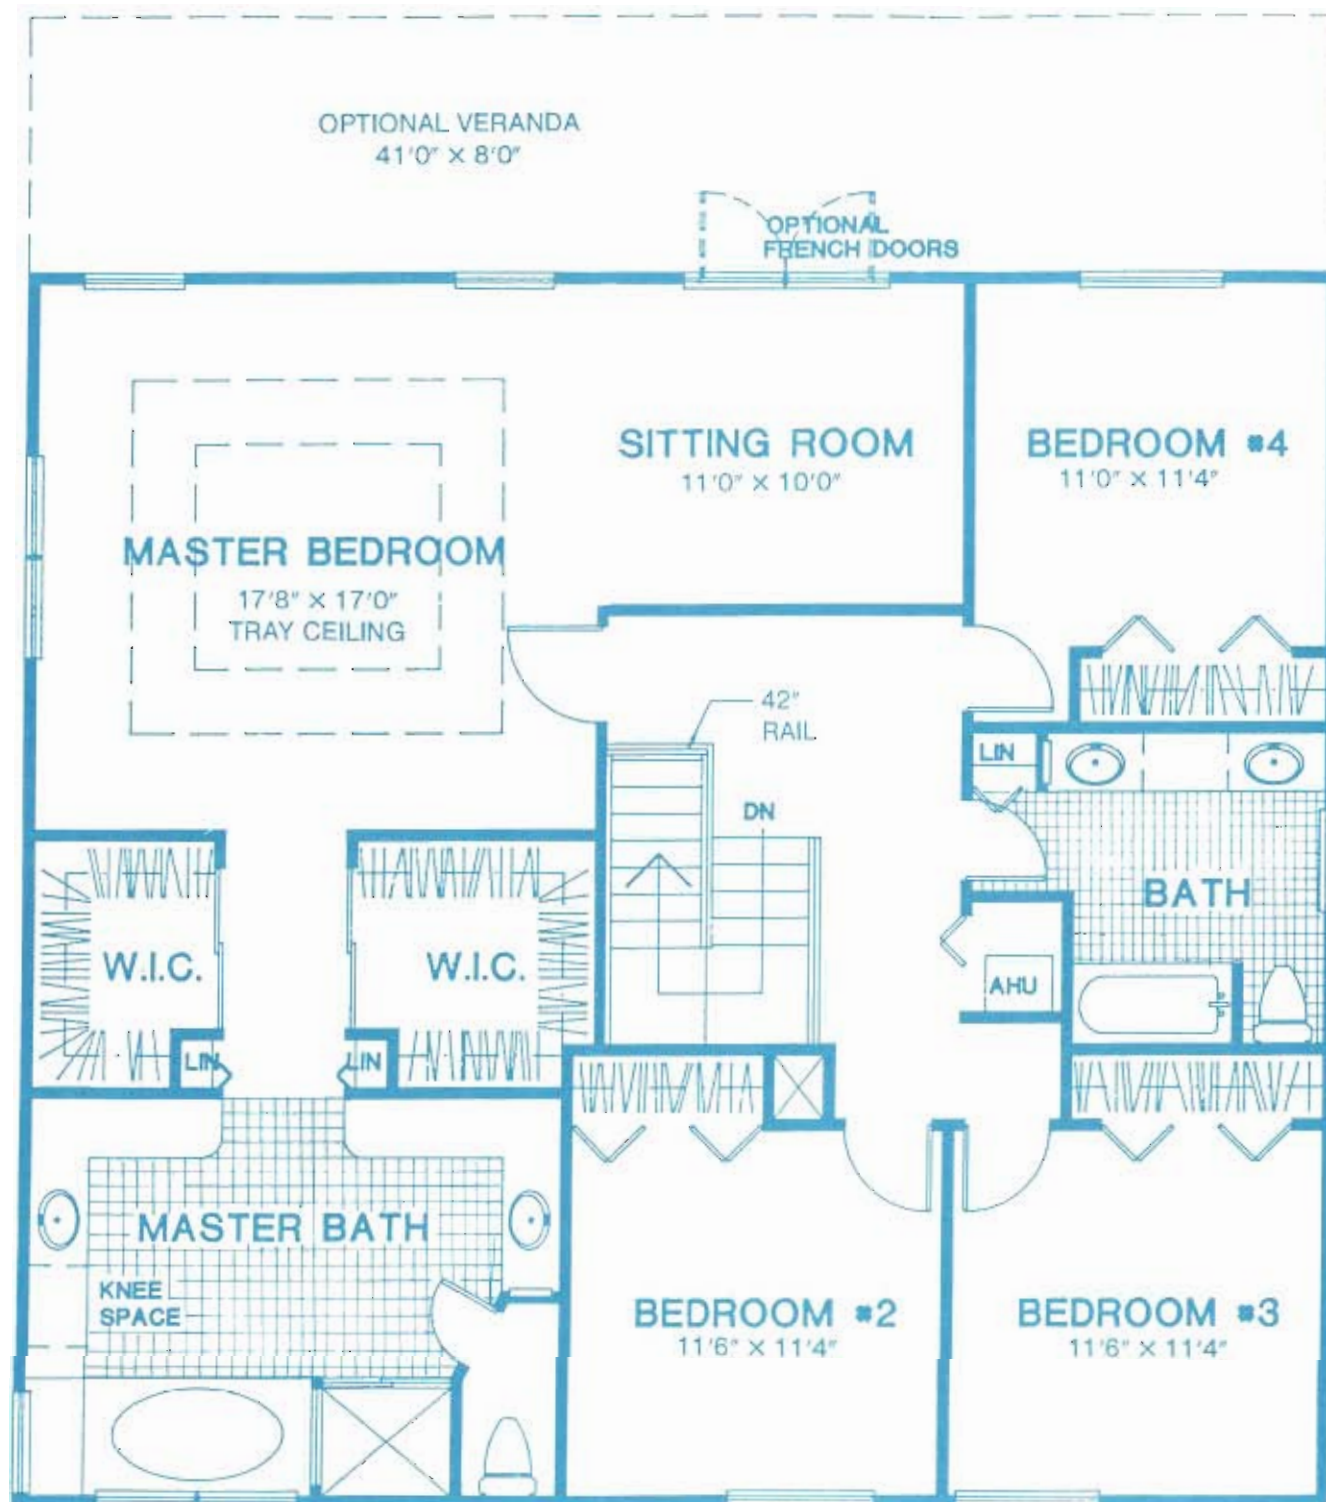 OPTIONAL VERANDA
41'0" X 8'0"
OPTIONAL
FRENCH DOORS
SITTING ROOM
11'0" X 10'0"
BEDROOM #4
11'0" X 11'4"
MASTER BEDROOM
17'8" X 17'0"
TRAY CEILING
42"
RAIL
LIN
DN
BATH
W.I.C.
W.I.C.
AHU
LIN
LIN
MASTER BATH
KNEE
SPACE
BEDROOM #2
11'6" X 11'4"
BEDROOM #3
11'6" X 11'4"